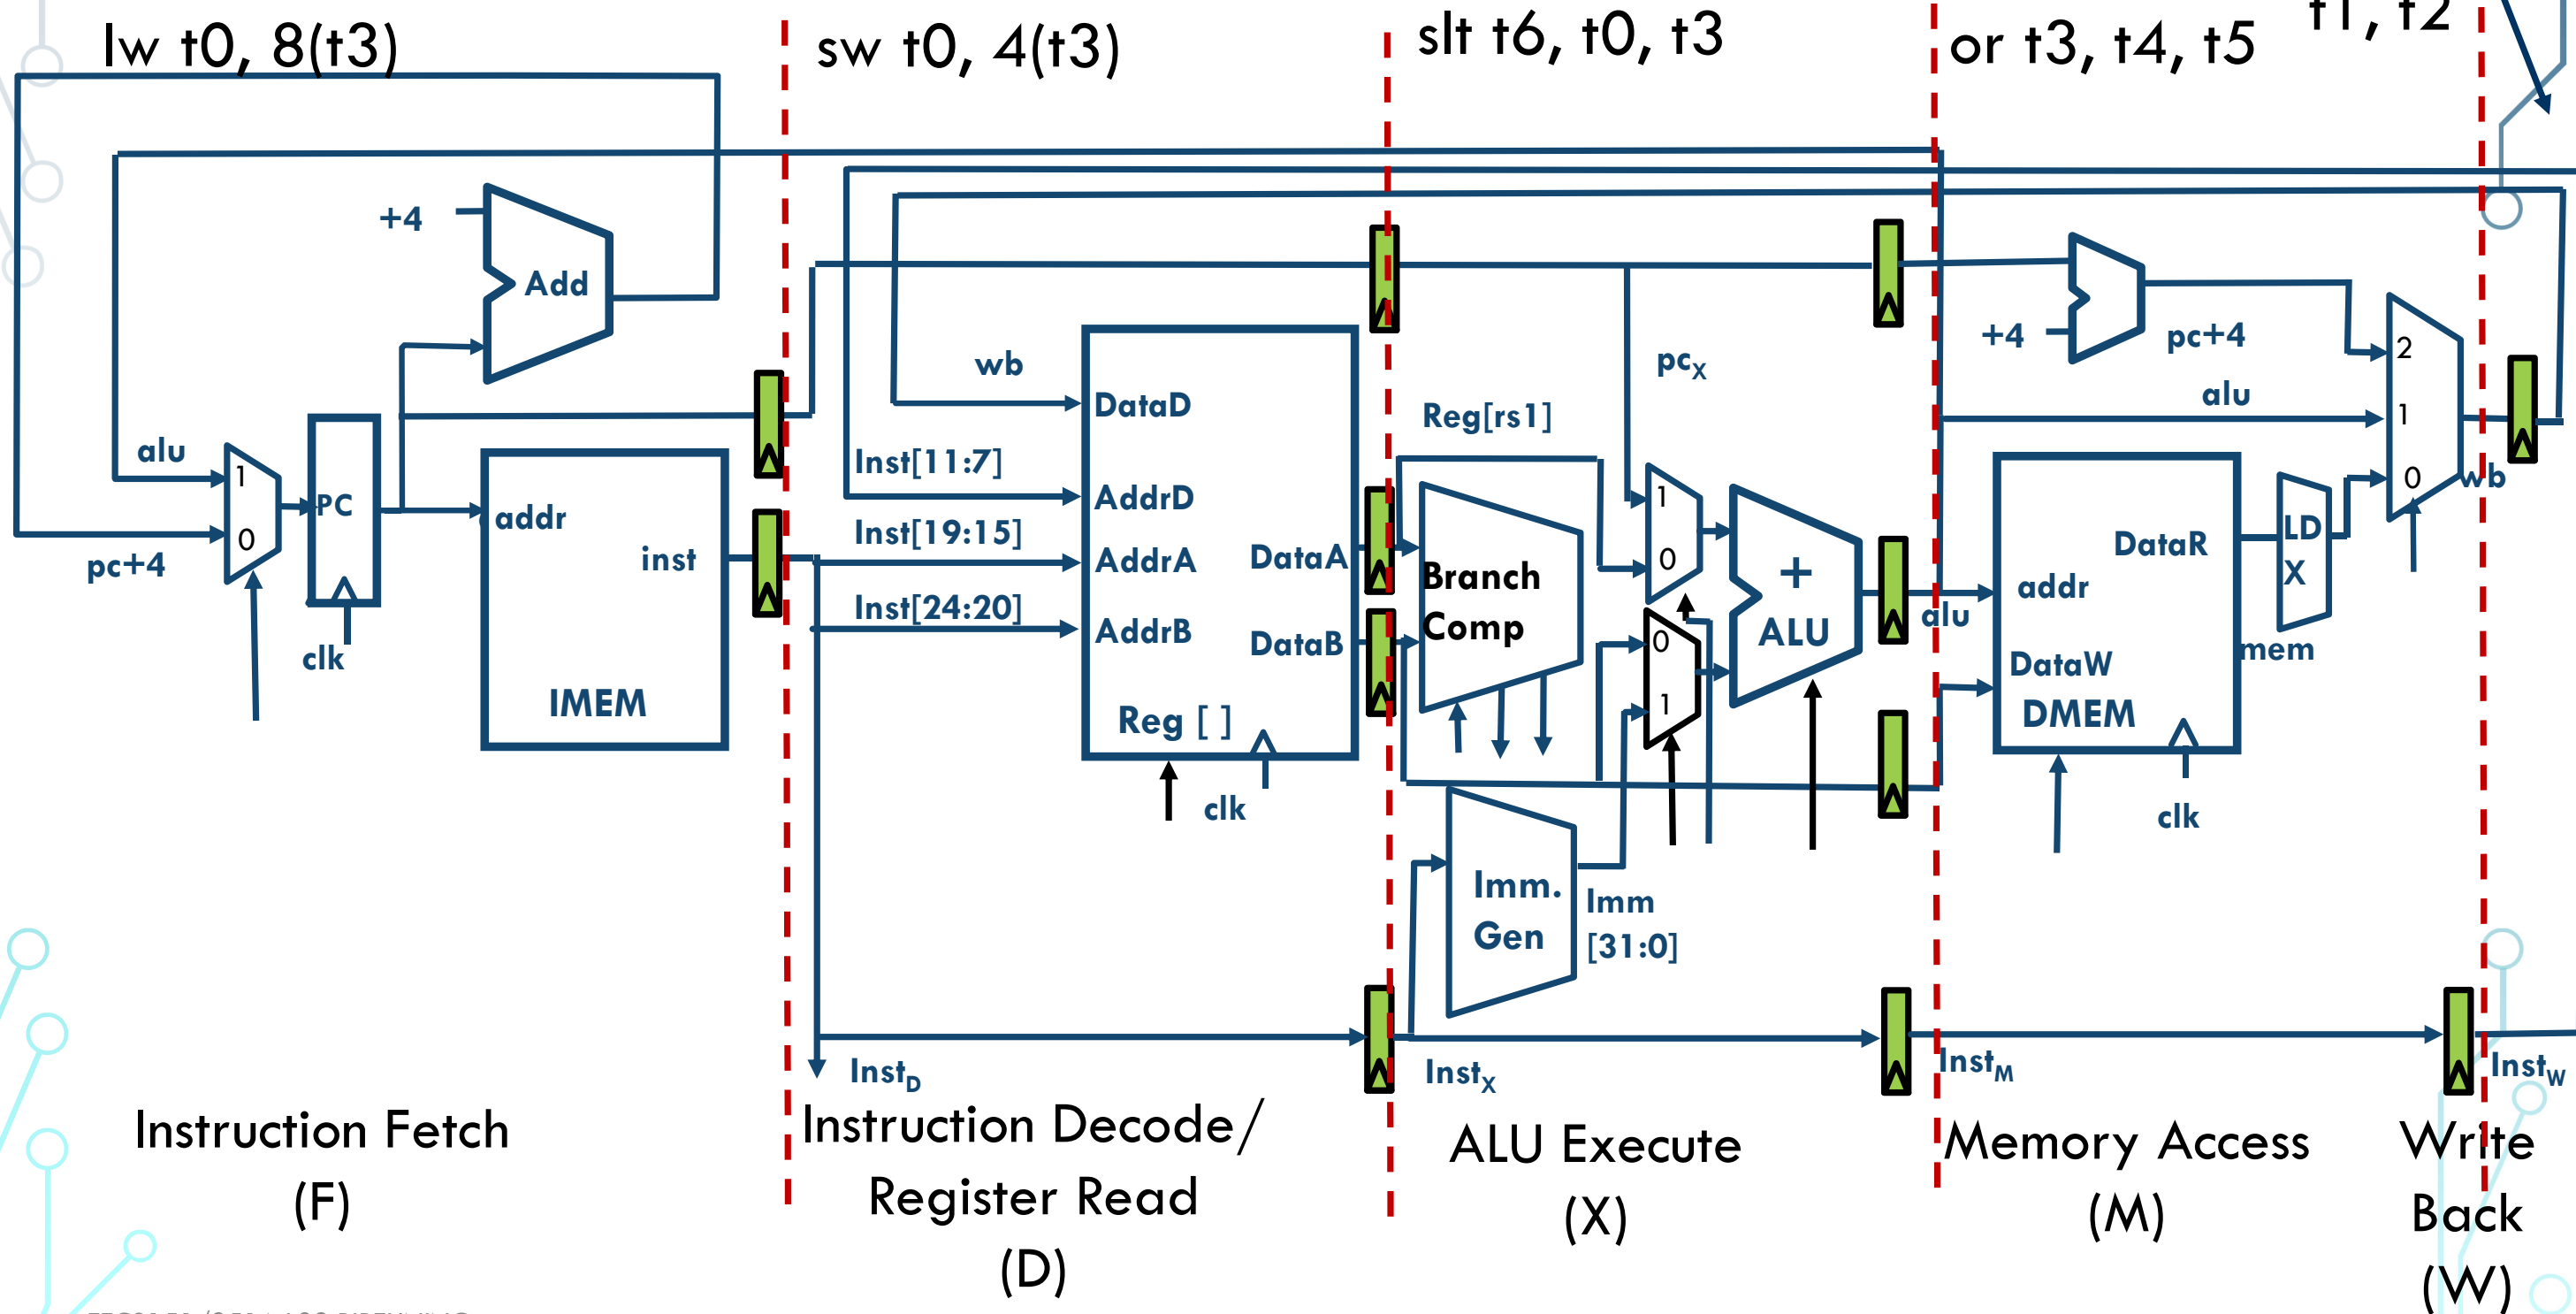 lw t0, 8(t3)
sw t0, 4(t3)
slt t6, t0, t3
or t3, t4, t5
t1, t2
+4
Add
alu
1
0
pc+4
PC
clk
addr
inst
IMEM
wb
DataD
Inst[11:7]
AddrD
Inst[19:15]
AddrA
Inst[24:20]
AddrB
DataA
DataB
Reg [ ]
clk
Reg[rs1]
pcX
Branch
Comp
1
0
0
1
+
ALU
Imm.
Gen
Imm
[31:0]
+4
pc+4
alu
2
1
0
wb
alu
addr
DataR
DataW
DMEM
clk
LD
X
mem
InstD
InstX
InstM
InstW
Instruction Fetch
(F)
Instruction Decode/
Register Read
(D)
ALU Execute
(X)
Memory Access
(M)
Write
Back
(W)